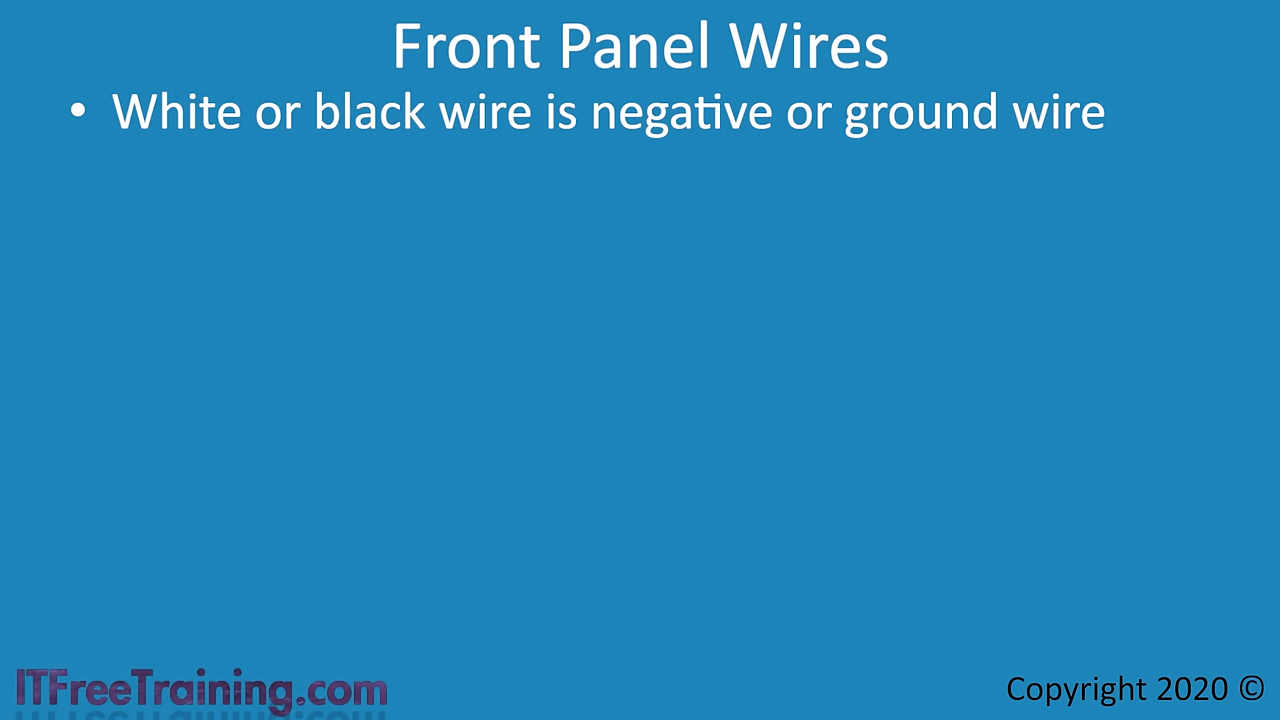 Front Panel Wires
• White or black wire is negative or ground wire
ITFreeTraining.com
Copyright 2020 ©